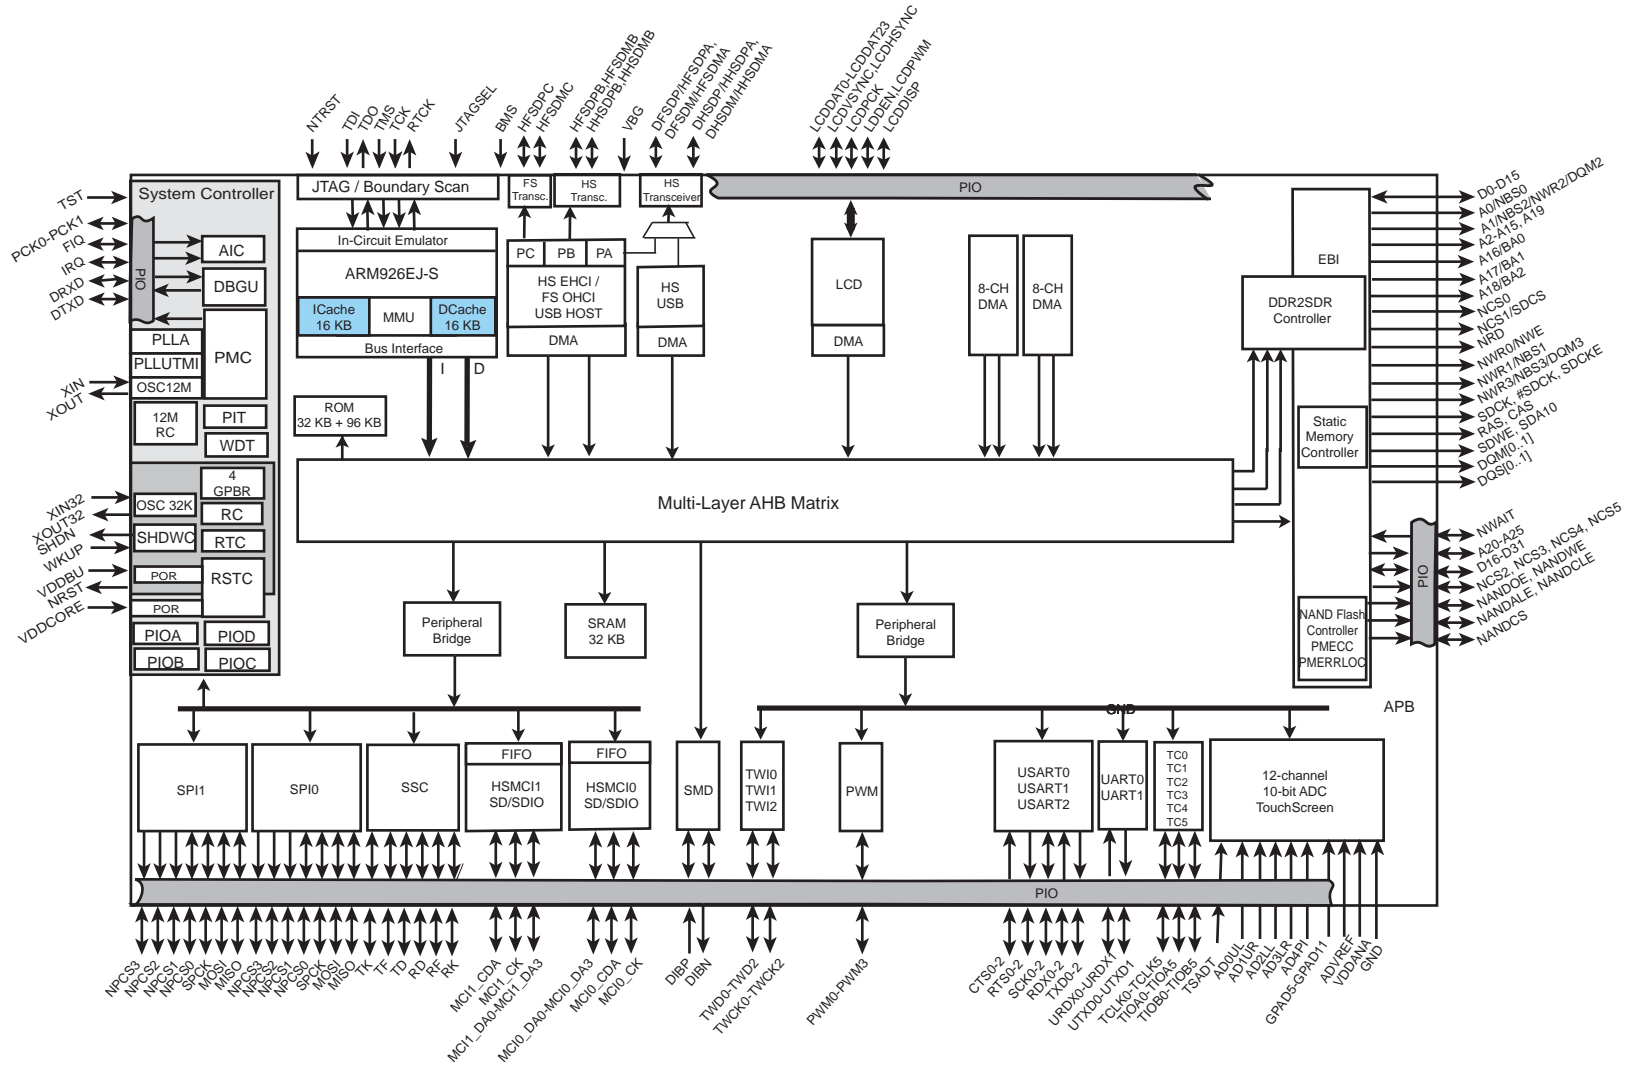 NTRST
TDI
TDO
TMS
TCK
RTCK
JTAGSEL
BMS
HFSDPC
HFSDMC
HFSDPB,HFSDMB
HHSDPB,HHSDMB
VBG
DFSDP/HFSDPA,
DFSDM/HFSDMA
DHSDP/HHSDPA,
DHSDM/HHSDMA
LCDDAT0-LCDDAT23
LCDVSYNC,LCDHSYNC
LCDPCK
LDDEN,LCDPWM
LCDDISP
TST
PCK0-PCK1
FIQ
IRQ
DRXD
DTXD
XIN
XOUT
XIN32
XOUT32
SHDN
WKUP
VDDBU
NRST
VDDCORE
System Controller
PIO
AIC
DBGU
PLLA
PLLUTMI
OSC12M
PMC
12M
RC
PIT
WDT
4
GPBR
OSC 32K
RC
SHDWC
RTC
POR
RSTC
POR
PIOA
PIOD
PIOB
PIOC
JTAG / Boundary Scan
In-Circuit Emulator
ARM926EJ-S
ICache
16 KB
MMU
DCache
16 KB
Bus Interface
I
D
ROM
32 KB + 96 KB
FS
Transc.
HS
Transc.
HS
Transceiver
PIO
PC
PB
PA
HS EHCI /
FS OHCI
USB HOST
DMA
HS
USB
DMA
LCD
DMA
8-CH
DMA
8-CH
DMA
EBI
DDR2SDR
Controller
Static
Memory
Controller
NAND Flash
Controller
PMECC
PMERRLOC
PIO
D0-D15
A0/NBS0
A1/NBS2/NWR2/DQM2
A2-A15, A19
A16/BA0
A17/BA1
A18/BA2
NCS0
NCS1/SDCS
NRD
NWR0/NWE
NWR1/NBS1
NWR3/NBS3/DQM3
SDCK, #SDCK, SDCKE
RAS, CAS
SDWE, SDA10
DQM[0..1]
DQS[0..1]
NWAIT
A20-A25
D16-D31
NCS2, NCS3, NCS4, NCS5
NANDOE, NANDWE
NANDALE, NANDCLE
NANDCS
Multi-Layer AHB Matrix
Peripheral
Bridge
SRAM
32 KB
Peripheral
Bridge
APB
GNB
SPI1
SPI0
SSC
FIFO
HSMCI1
SD/SDIO
FIFO
HSMCI0
SD/SDIO
SMD
TWI0
TWI1
TWI2
PWM
USART0
USART1
USART2
UART0
UART1
TC0
TC1
TC2
TC3
TC4
TC5
12-channel
10-bit ADC
TouchScreen
PIO
NPCS3
NPCS2
NPCS1
NPCS0
SPCK
MOSI
MISO
NPCS3
NPCS2
NPCS1
NPCS0
SPCK
MOSI
MISO
TK
TF
TD
RD
RF
RK
MCI1_CDA
MCI1_CK
MCI1_DA0-MCI1_DA3
MCI0_DA0-MCI0_DA3
MCI0_CDA
MCI0_CK
DIBP
DIBN
TWD0-TWD2
TWCK0-TWCK2
PWM0-PWM3
CTS0-2
RTS0-2
SCK0-2
RDX0-2
TXD0-2
URDX0-URDX1
UTXD0-UTXD1
TCLK0-TCLK5
TIOA0-TIOA5
TIOB0-TIOB5
TSADT
AD0UL
AD1UR
AD2LL
AD3LR
AD4PI
GPAD5-GPAD11
ADVREF
VDDANA
GND